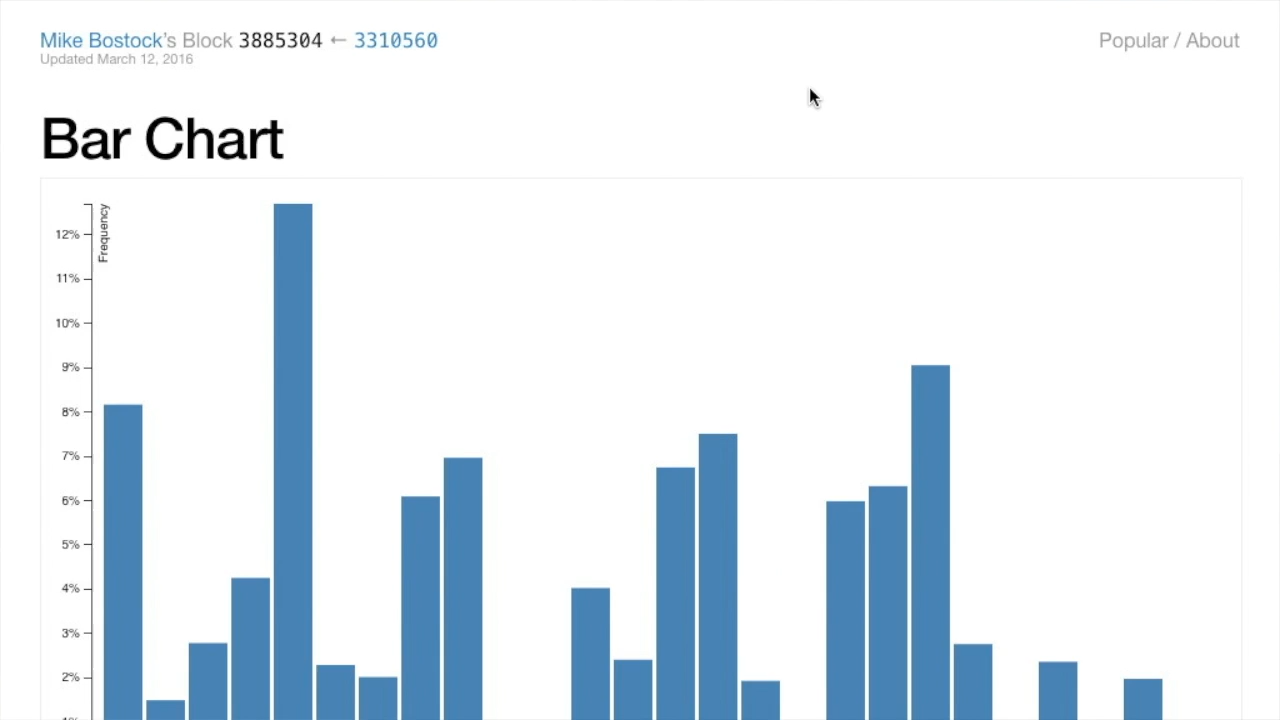 Mike Bostock's Block 3885304 ← 3310560
Popular / About
Updated March 12, 2016
Bar Chart
Frequency
12%
11%
10%
9%
8%
7%
6%
5%
4%
3%
2%